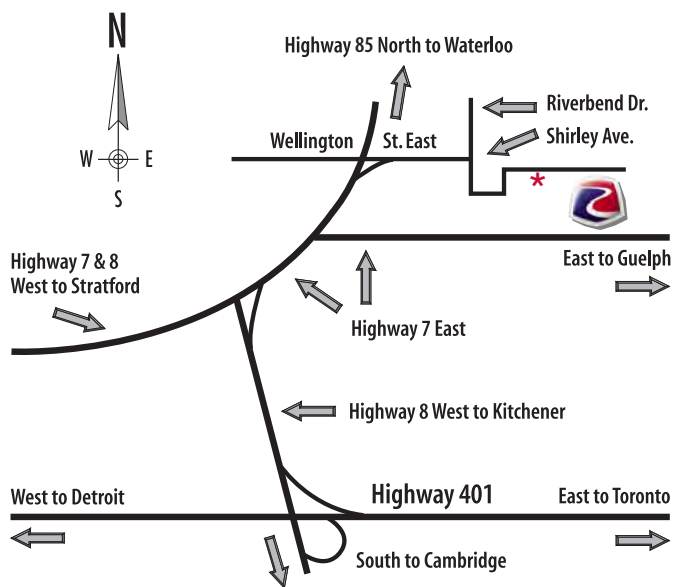 N
Highway 85 North to Waterloo
Riverbend Dr.
Wellington St. East
Shirley Ave.
W E
S
*
Highway 7 & 8
West to Stratford
East to Guelph
Highway 7 East
Highway 8 West to Kitchener
West to Detroit
Highway 401
East to Toronto
South to Cambridge